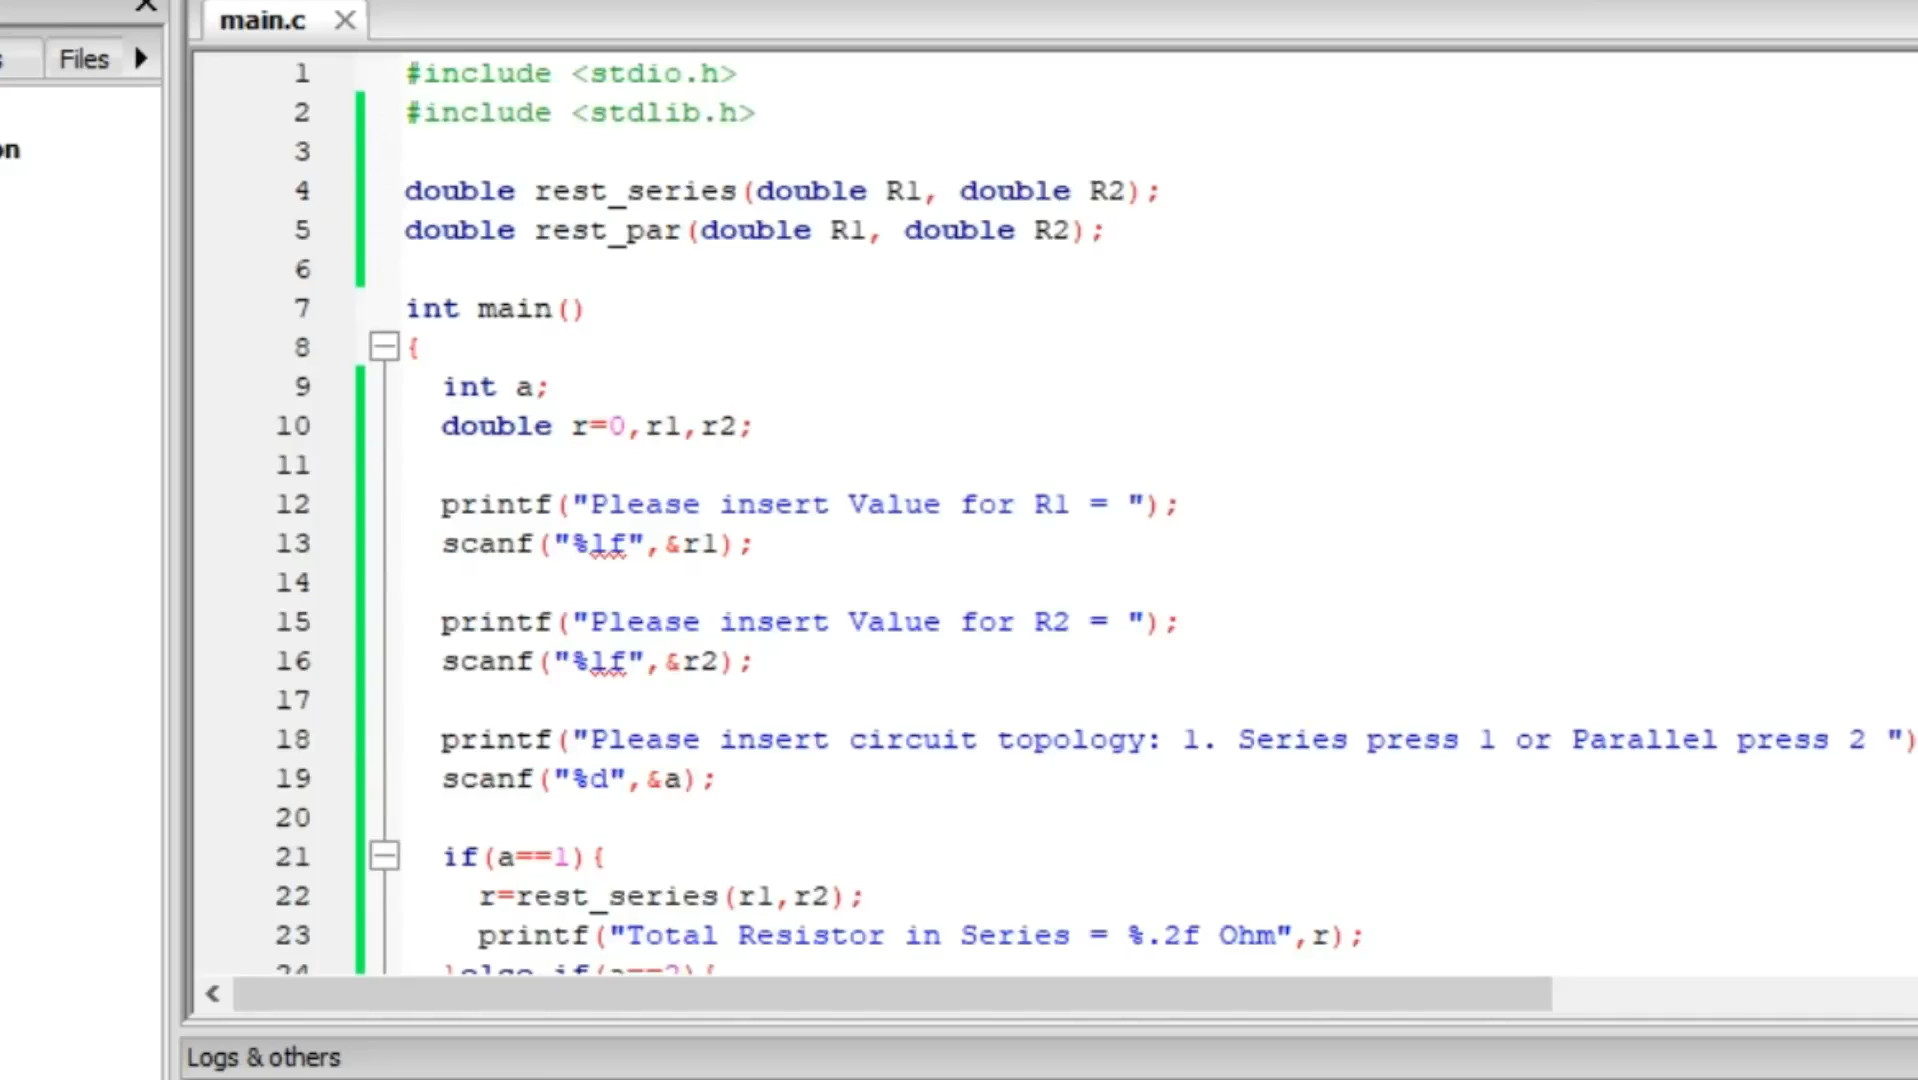 main.c
Files
on
1 #include <stdio.h>
2 #include <stdlib.h>
3
4 double rest_series(double R1, double R2);
5 double rest_par(double R1, double R2);
6
7 int main()
8 {
9 int a;
10 double r=0,r1,r2;
11
12 printf("Please insert Value for R1 = ");
13 scanf("%lf",&r1);
14
15 printf("Please insert Value for R2 = ");
16 scanf("%lf",&r2);
17
18 printf("Please insert circuit topology: 1. Series press 1 or Parallel press 2 ")
19 scanf("%d",&a);
20
21 if(a==1){
22 r=rest_series(r1,r2);
23 printf("Total Resistor in Series = %.2f Ohm",r);
24 }else if(a==2){
Logs & others